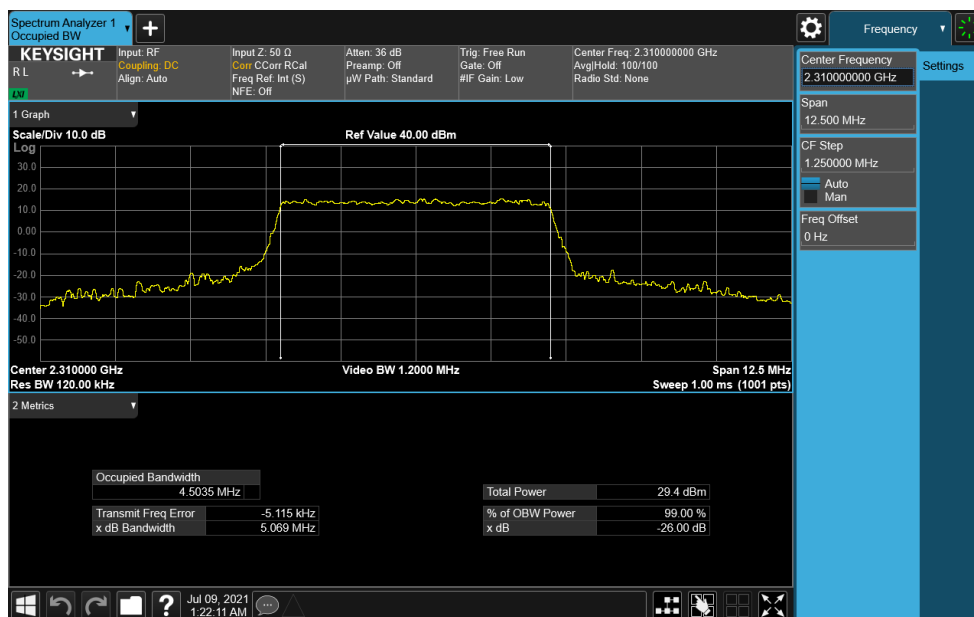 Spectrum Analyzer 1
Occupied BW
Frequency
KEYSIGHT
R L
LXI
Input: RF
Coupling: DC
Align: Auto
Input Z: 50 Ω
Corr CCorr RCal
Freq Ref: Int (S)
NFE: Off
Atten: 36 dB
Preamp: Off
µW Path: Standard
Trig: Free Run
Gate: Off
#IF Gain: Low
Center Freq: 2.310000000 GHz
Avg|Hold: 100/100
Radio Std: None
Center Frequency
2.310000000 GHz
Settings
Span
12.500 MHz
CF Step
1.250000 MHz
Auto
Man
Freq Offset
0 Hz
1 Graph
Scale/Div 10.0 dB
Ref Value 40.00 dBm
Log
30.0
20.0
10.0
0.00
-10.0
-20.0
-30.0
-40.0
-50.0
Center 2.310000 GHz
Video BW 1.2000 MHz
Span 12.5 MHz
Res BW 120.00 kHz
Sweep 1.00 ms (1001 pts)
2 Metrics
Occupied Bandwidth
4.5035 MHz
Total Power 29.4 dBm
Transmit Freq Error -5.115 kHz
% of OBW Power 99.00 %
x dB Bandwidth 5.069 MHz
x dB -26.00 dB
Jul 09, 2021
1:22:11 AM